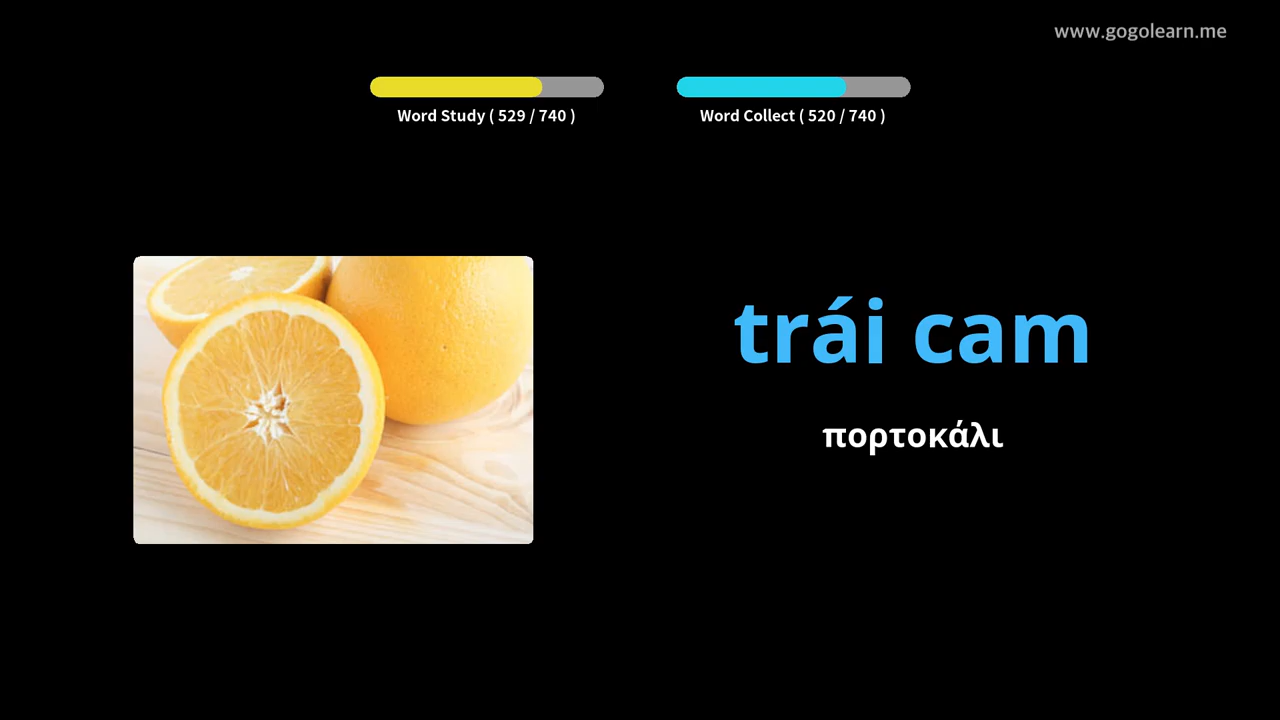 www.gogolearn.me
Word Study ( 529 / 740 )
Word Collect ( 520 / 740 )
trái cam
πορτοκάλι